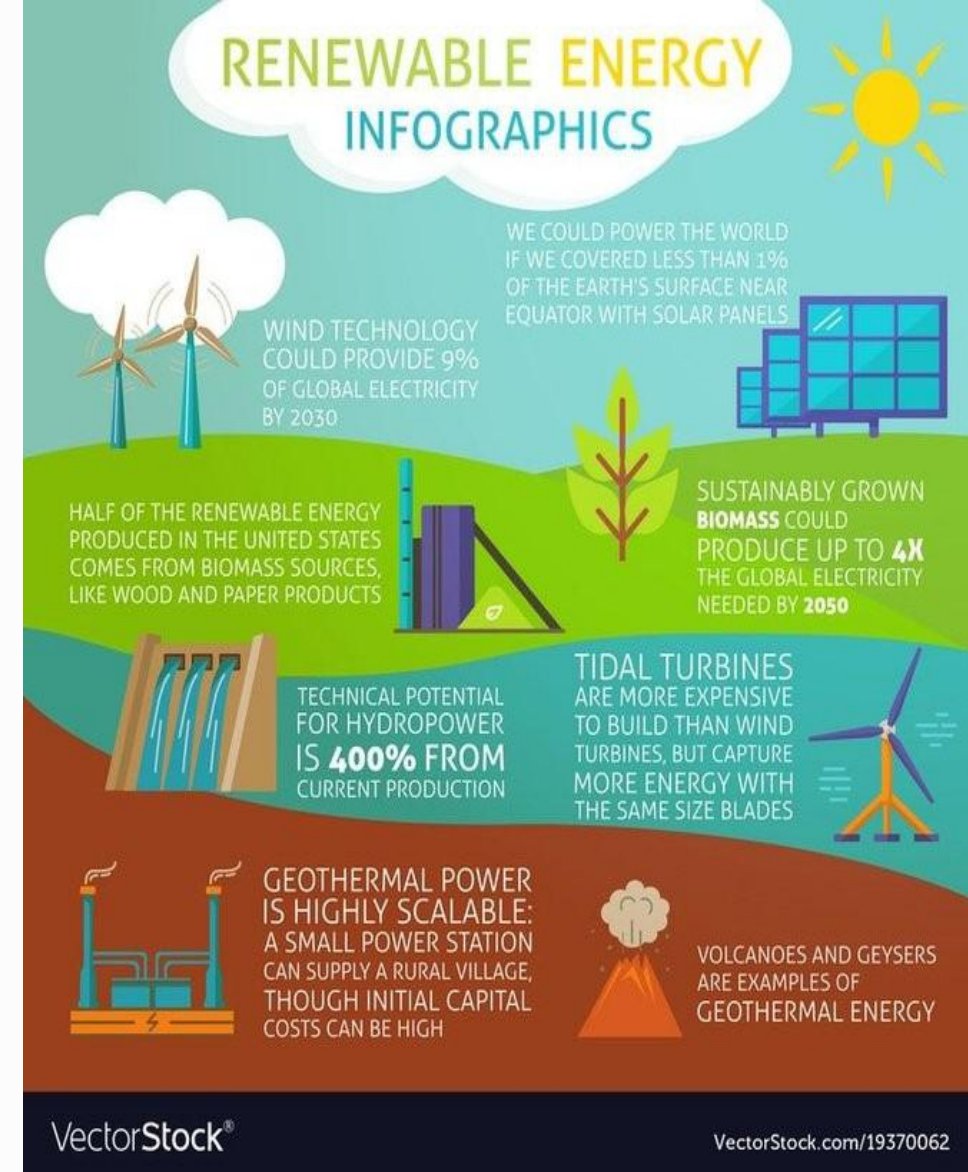 RENEWABLE ENERGY
INFOGRAPHICS
WE COULD POWER THE WORLD
IF WE COVERED LESS THAN 1%
OF THE EARTH'S SURFACE NEAR
EQUATOR WITH SOLAR PANELS
WIND TECHNOLOGY
COULD PROVIDE 9%
OF GLOBAL ELECTRICITY
BY 2030
HALF OF THE RENEWABLE ENERGY
PRODUCED IN THE UNITED STATES
COMES FROM BIOMASS SOURCES,
LIKE WOOD AND PAPER PRODUCTS
SUSTAINABLY GROWN
BIOMASS COULD
PRODUCE UP TO 4X
THE GLOBAL ELECTRICITY
NEEDED BY 2050
TECHNICAL POTENTIAL
FOR HYDROPOWER
IS 400% FROM
CURRENT PRODUCTION
TIDAL TURBINES
ARE MORE EXPENSIVE
TO BUILD THAN WIND
TURBINES, BUT CAPTURE
MORE ENERGY WITH
THE SAME SIZE BLADES
GEOTHERMAL POWER
IS HIGHLY SCALABLE:
A SMALL POWER STATION
CAN SUPPLY A RURAL VILLAGE,
THOUGH INITIAL CAPITAL
COSTS CAN BE HIGH
VOLCANOES AND GEYSERS
ARE EXAMPLES OF
GEOTHERMAL ENERGY
VectorStock®
VectorStock.com/19370062